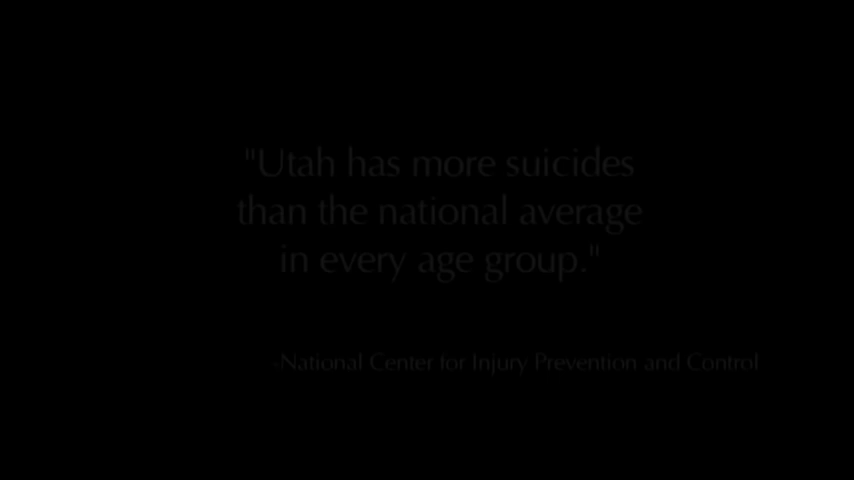 "Utah has more suicides
than the national average
in every age group."
-National Center for Injury Prevention and Control